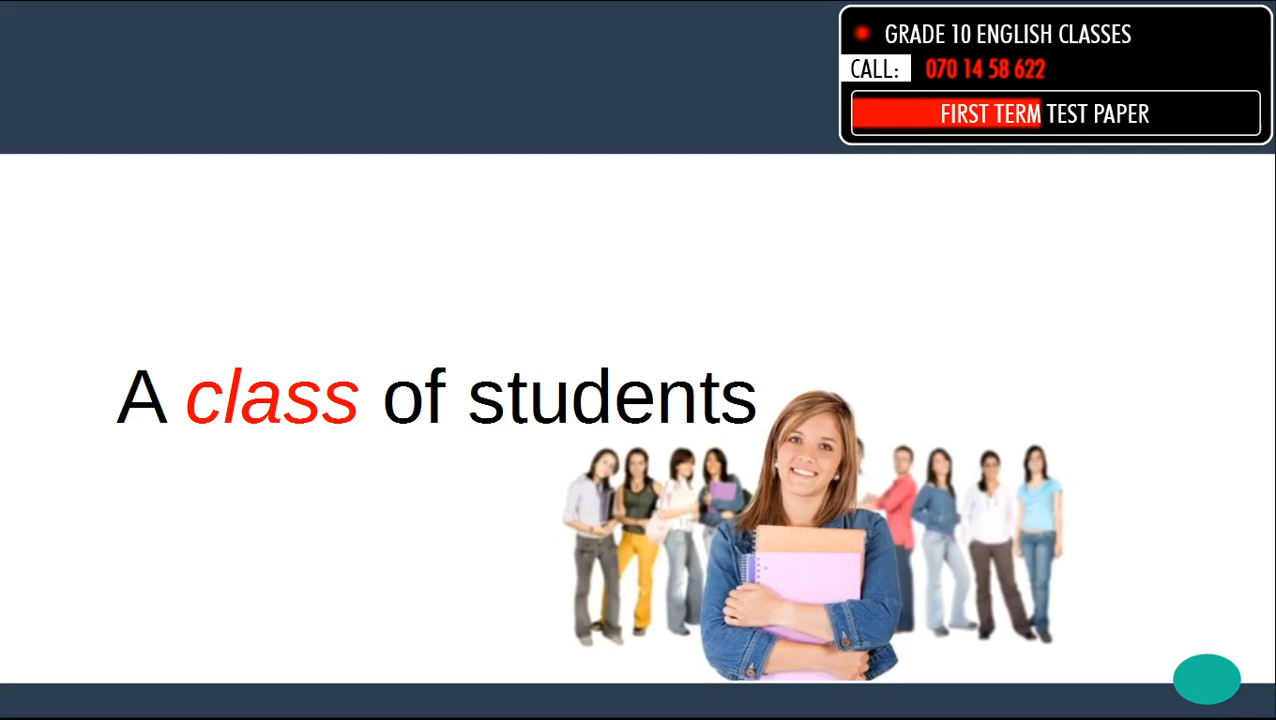 GRADE 10 ENGLISH CLASSES
CALL: 070 14 58 622
FIRST TERM TEST PAPER
A class of students